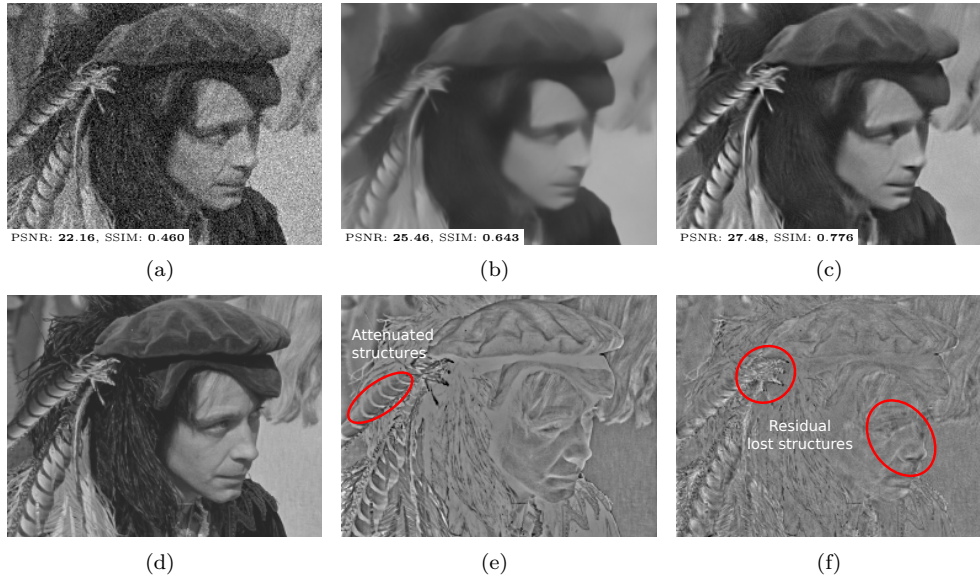 PSNR: 22.16, SSIM: 0.460
PSNR: 25.46, SSIM: 0.643
PSNR: 27.48, SSIM: 0.776
(a)
(b)
(c)
Attenuated
structures
Residual
lost structures
(d)
(e)
(f)